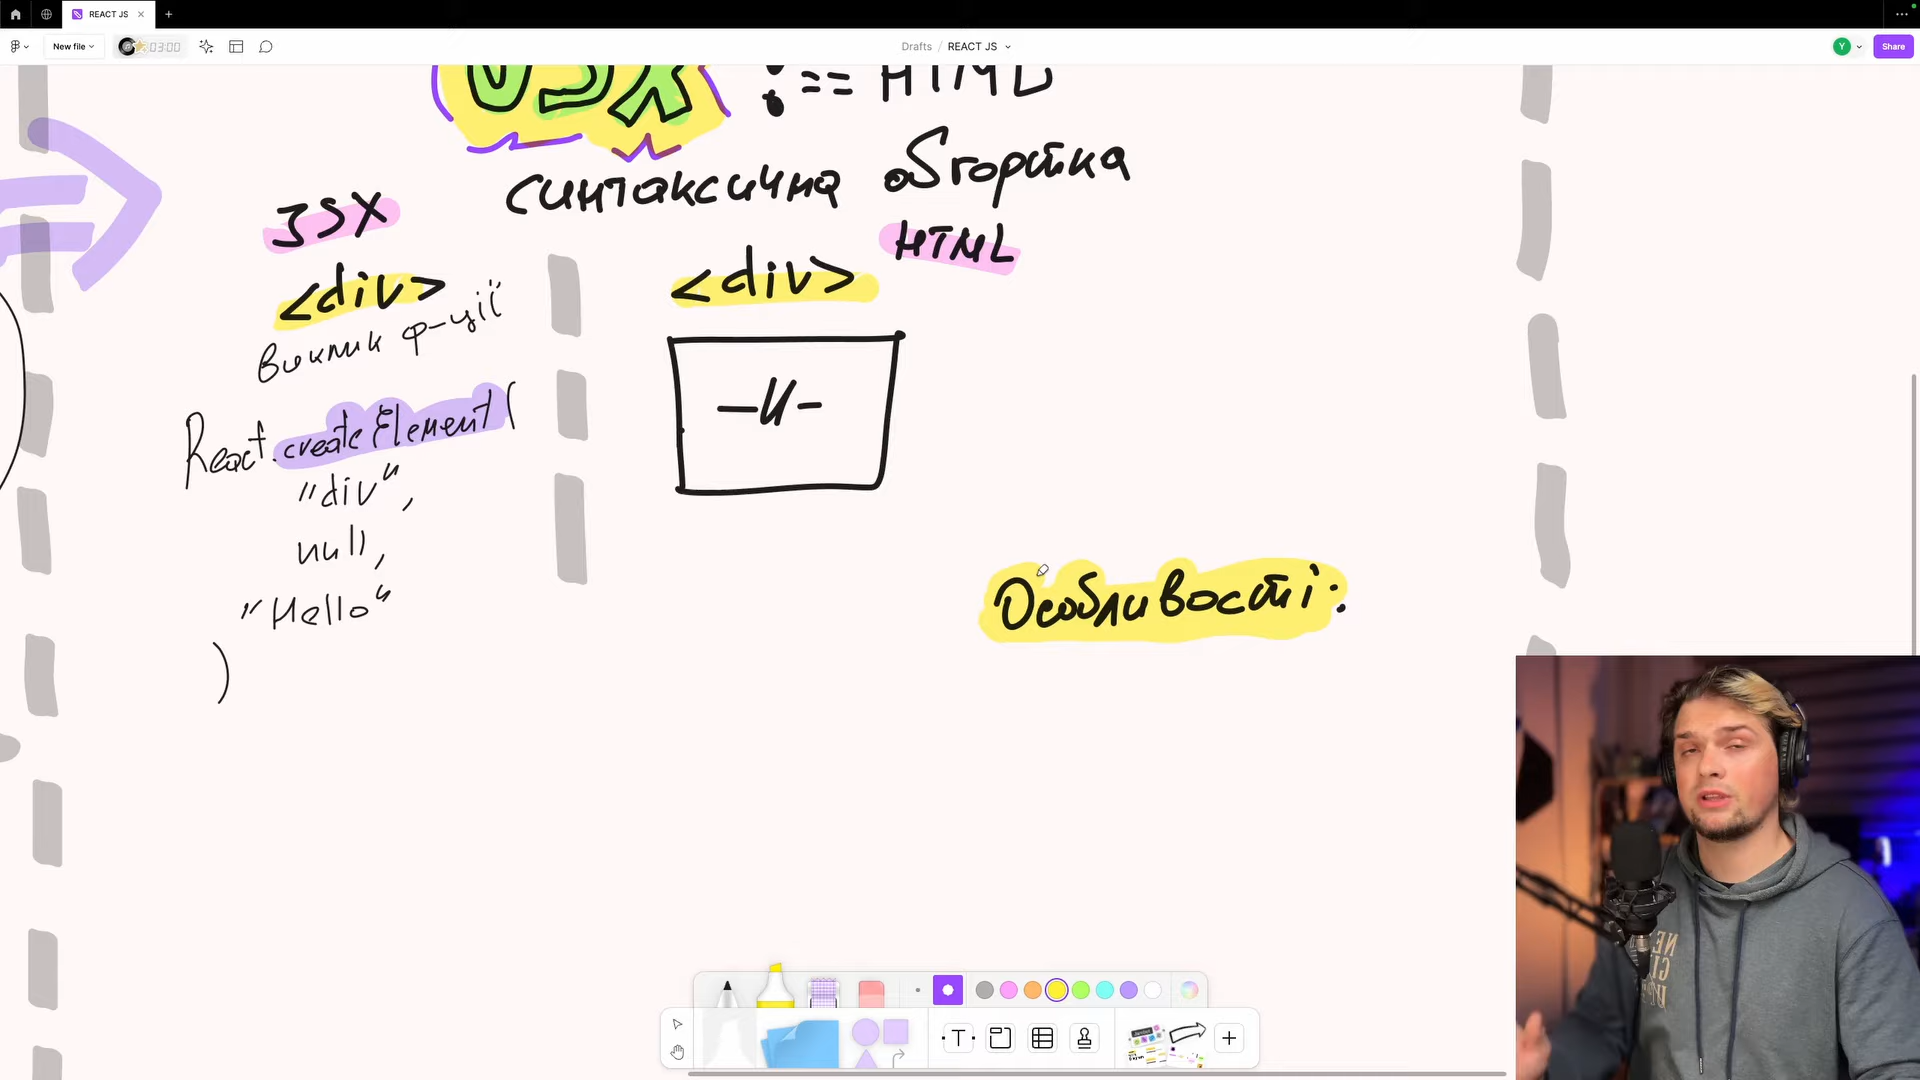 REACT JS
New file
03:00
Drafts / REACT JS
Y
Share
JSX !== HTML
синтаксична обгортка
JSX
HTML
<div>
<div>
виклик ф-ції
React.createElement(
"div",
null,
"Hello"
)
—//—
Особливості:
T